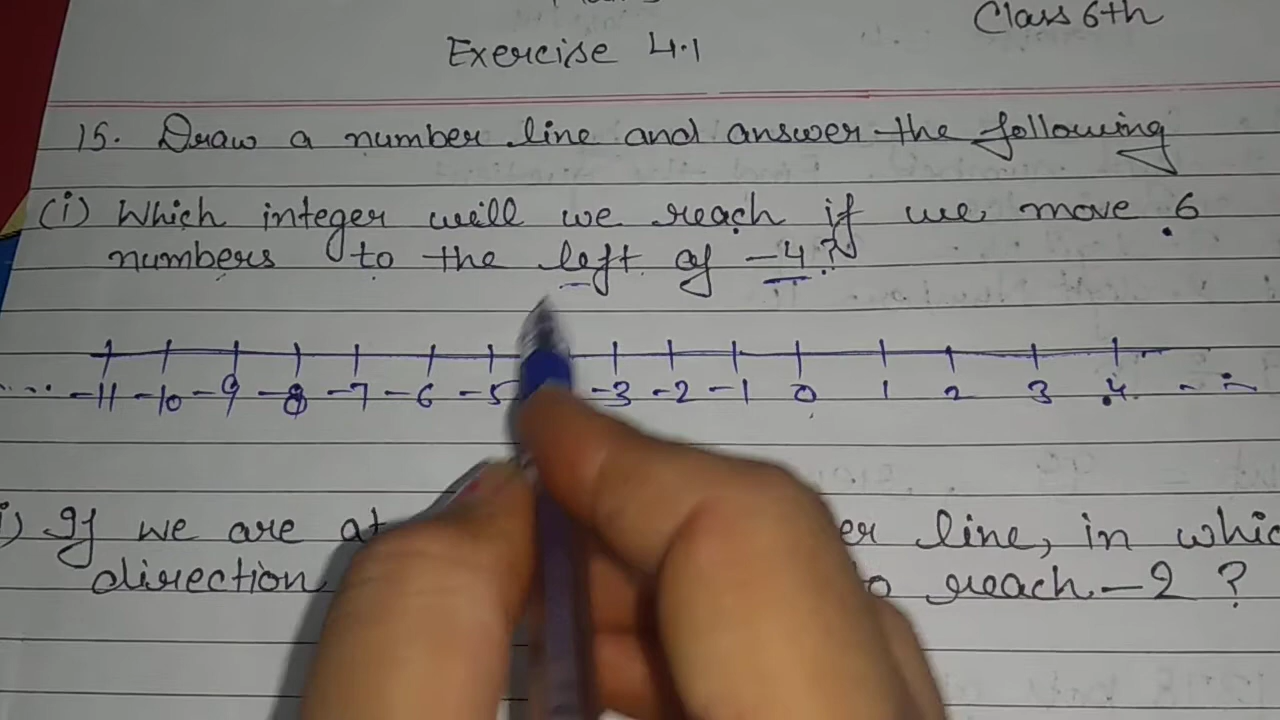 Class 6th
Exercise 4.1
15. Draw a number line and answer the following
(i) Which integer will we reach if we move 6
numbers to the left of -4?
.... -11 -10 -9 -8 -7 -6 -5 -3 -2 -1 0 1 2 3 4
If we are at line, in
direction reach -2 ?